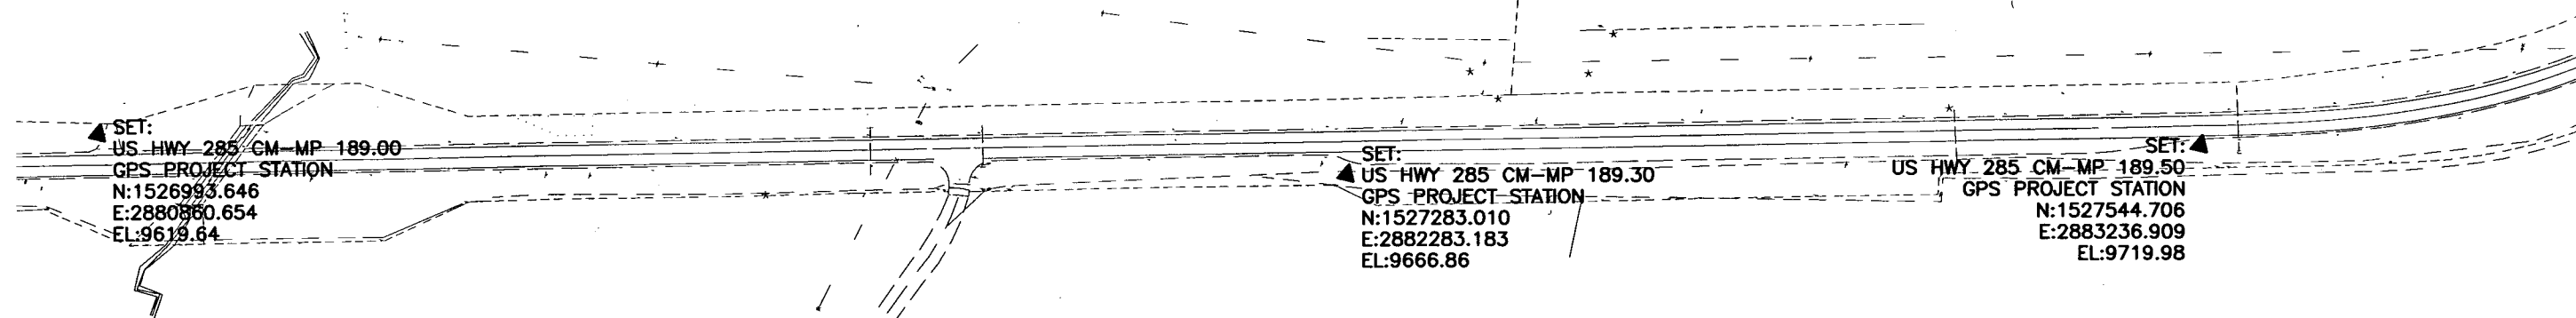 SET:
US HWY 285 CM-MP 189.00
GPS PROJECT STATION
N:1526993.646
E:2880860.654
EL:9619.64
SET:
US HWY 285 CM-MP 189.30
GPS PROJECT STATION
N:1527283.010
E:2882283.183
EL:9666.86
SET:
US HWY 285 CM-MP 189.50
GPS PROJECT STATION
N:1527544.706
E:2883236.909
EL:9719.98